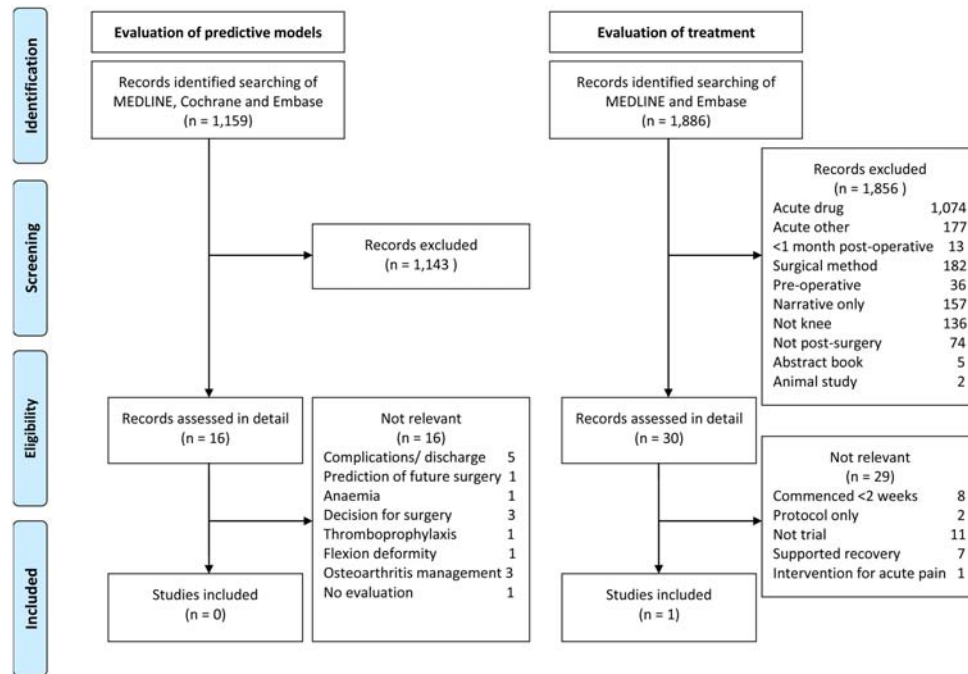 Identification
Screening
Eligibility
Included
Evaluation of predictive models
Records identified searching of
MEDLINE, Cochrane and Embase
(n = 1,159)
Records excluded
(n = 1,143 )
Records assessed in detail
(n = 16)
Not relevant
(n = 16)
Complications/ discharge 5
Prediction of future surgery 1
Anaemia 1
Decision for surgery 3
Thromboprophylaxis 1
Flexion deformity 1
Osteoarthritis management 3
No evaluation 1
Studies included
(n = 0)
Evaluation of treatment
Records identified searching of
MEDLINE and Embase
(n = 1,886)
Records excluded
(n = 1,856 )
Acute drug 1,074
Acute other 177
<1 month post-operative 13
Surgical method 182
Pre-operative 36
Narrative only 157
Not knee 136
Not post-surgery 74
Abstract book 5
Animal study 2
Records assessed in detail
(n = 30)
Not relevant
(n = 29)
Commenced <2 weeks 8
Protocol only 2
Not trial 11
Supported recovery 7
Intervention for acute pain 1
Studies included
(n = 1)